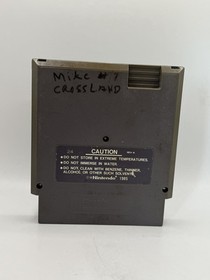 Mike #7
CROSSLAND
CAUTION
•DO NOT STORE IN EXTREME TEMPERATURES.
•DO NOT IMMERSE IN WATER.
•DO NOT CLEAN WITH BENZENE, THINNER,
ALCOHOL OR OTHER SUCH SOLVENTS.
©Nintendo 1985